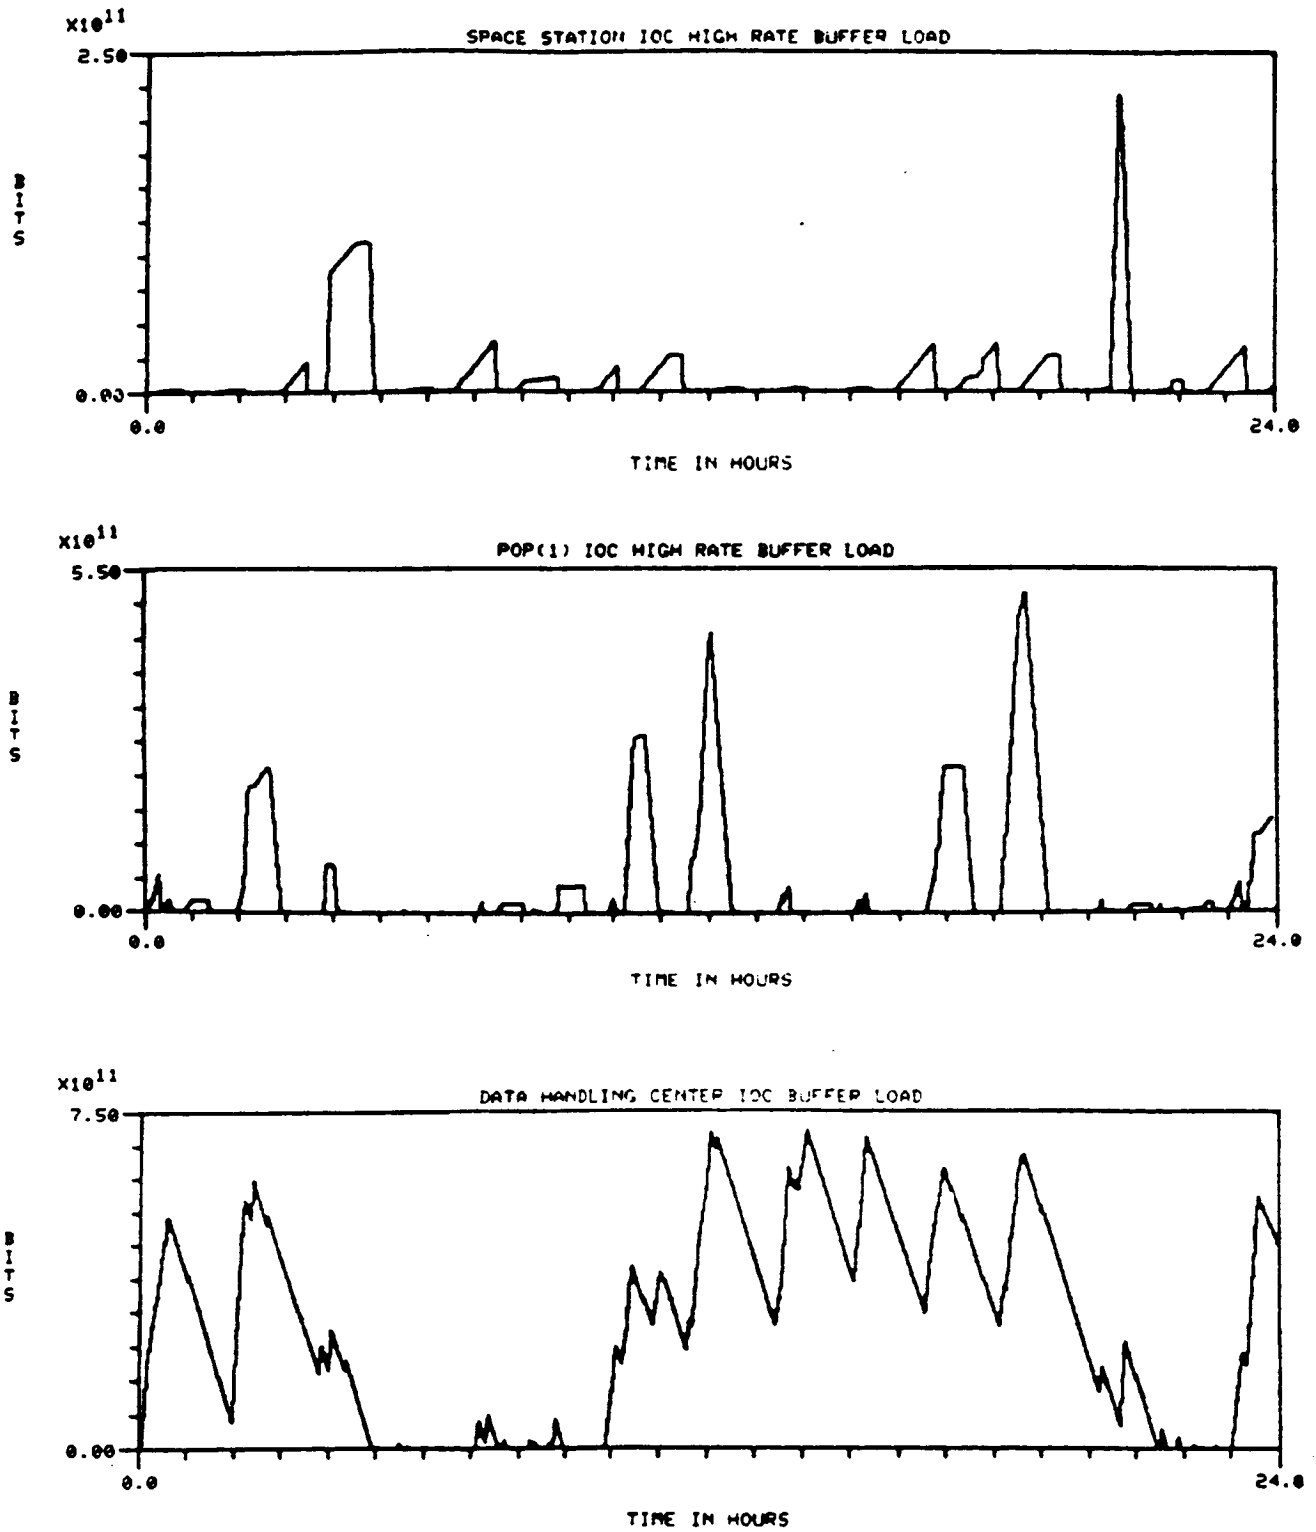 X10^11
SPACE STATION IOC HIGH RATE BUFFER LOAD
2.50
BITS
0.00
0.0
24.0
TIME IN HOURS
X10^11
POP(1) IOC HIGH RATE BUFFER LOAD
5.50
BITS
0.00
0.0
24.0
TIME IN HOURS
X10^11
DATA HANDLING CENTER IOC BUFFER LOAD
7.50
BITS
0.00
0.0
24.0
TIME IN HOURS